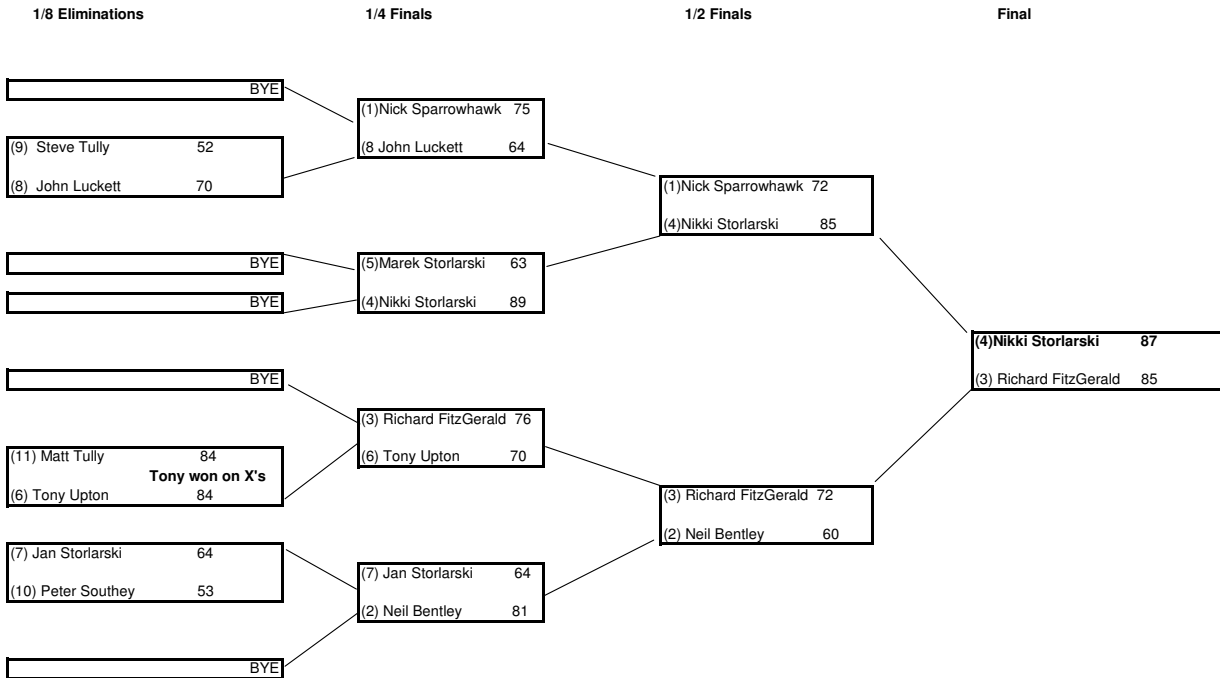 1/8 Eliminations 1/4 Finals 1/2 Finals Final
BYE
(9) Steve Tully 52
(8) John Luckett 70
BYE
BYE
BYE
(11) Matt Tully 84
Tony won on X's
(6) Tony Upton 84
(7) Jan Storlarski 64
(10) Peter Southey 53
BYE
(1)Nick Sparrowhawk 75
(8 John Luckett 64
(5)Marek Storlarski 63
(4)Nikki Storlarski 89
(3) Richard FitzGerald 76
(6) Tony Upton 70
(7) Jan Storlarski 64
(2) Neil Bentley 81
(1)Nick Sparrowhawk 72
(4)Nikki Storlarski 85
(3) Richard FitzGerald 72
(2) Neil Bentley 60
(4)Nikki Storlarski 87
(3) Richard FitzGerald 85